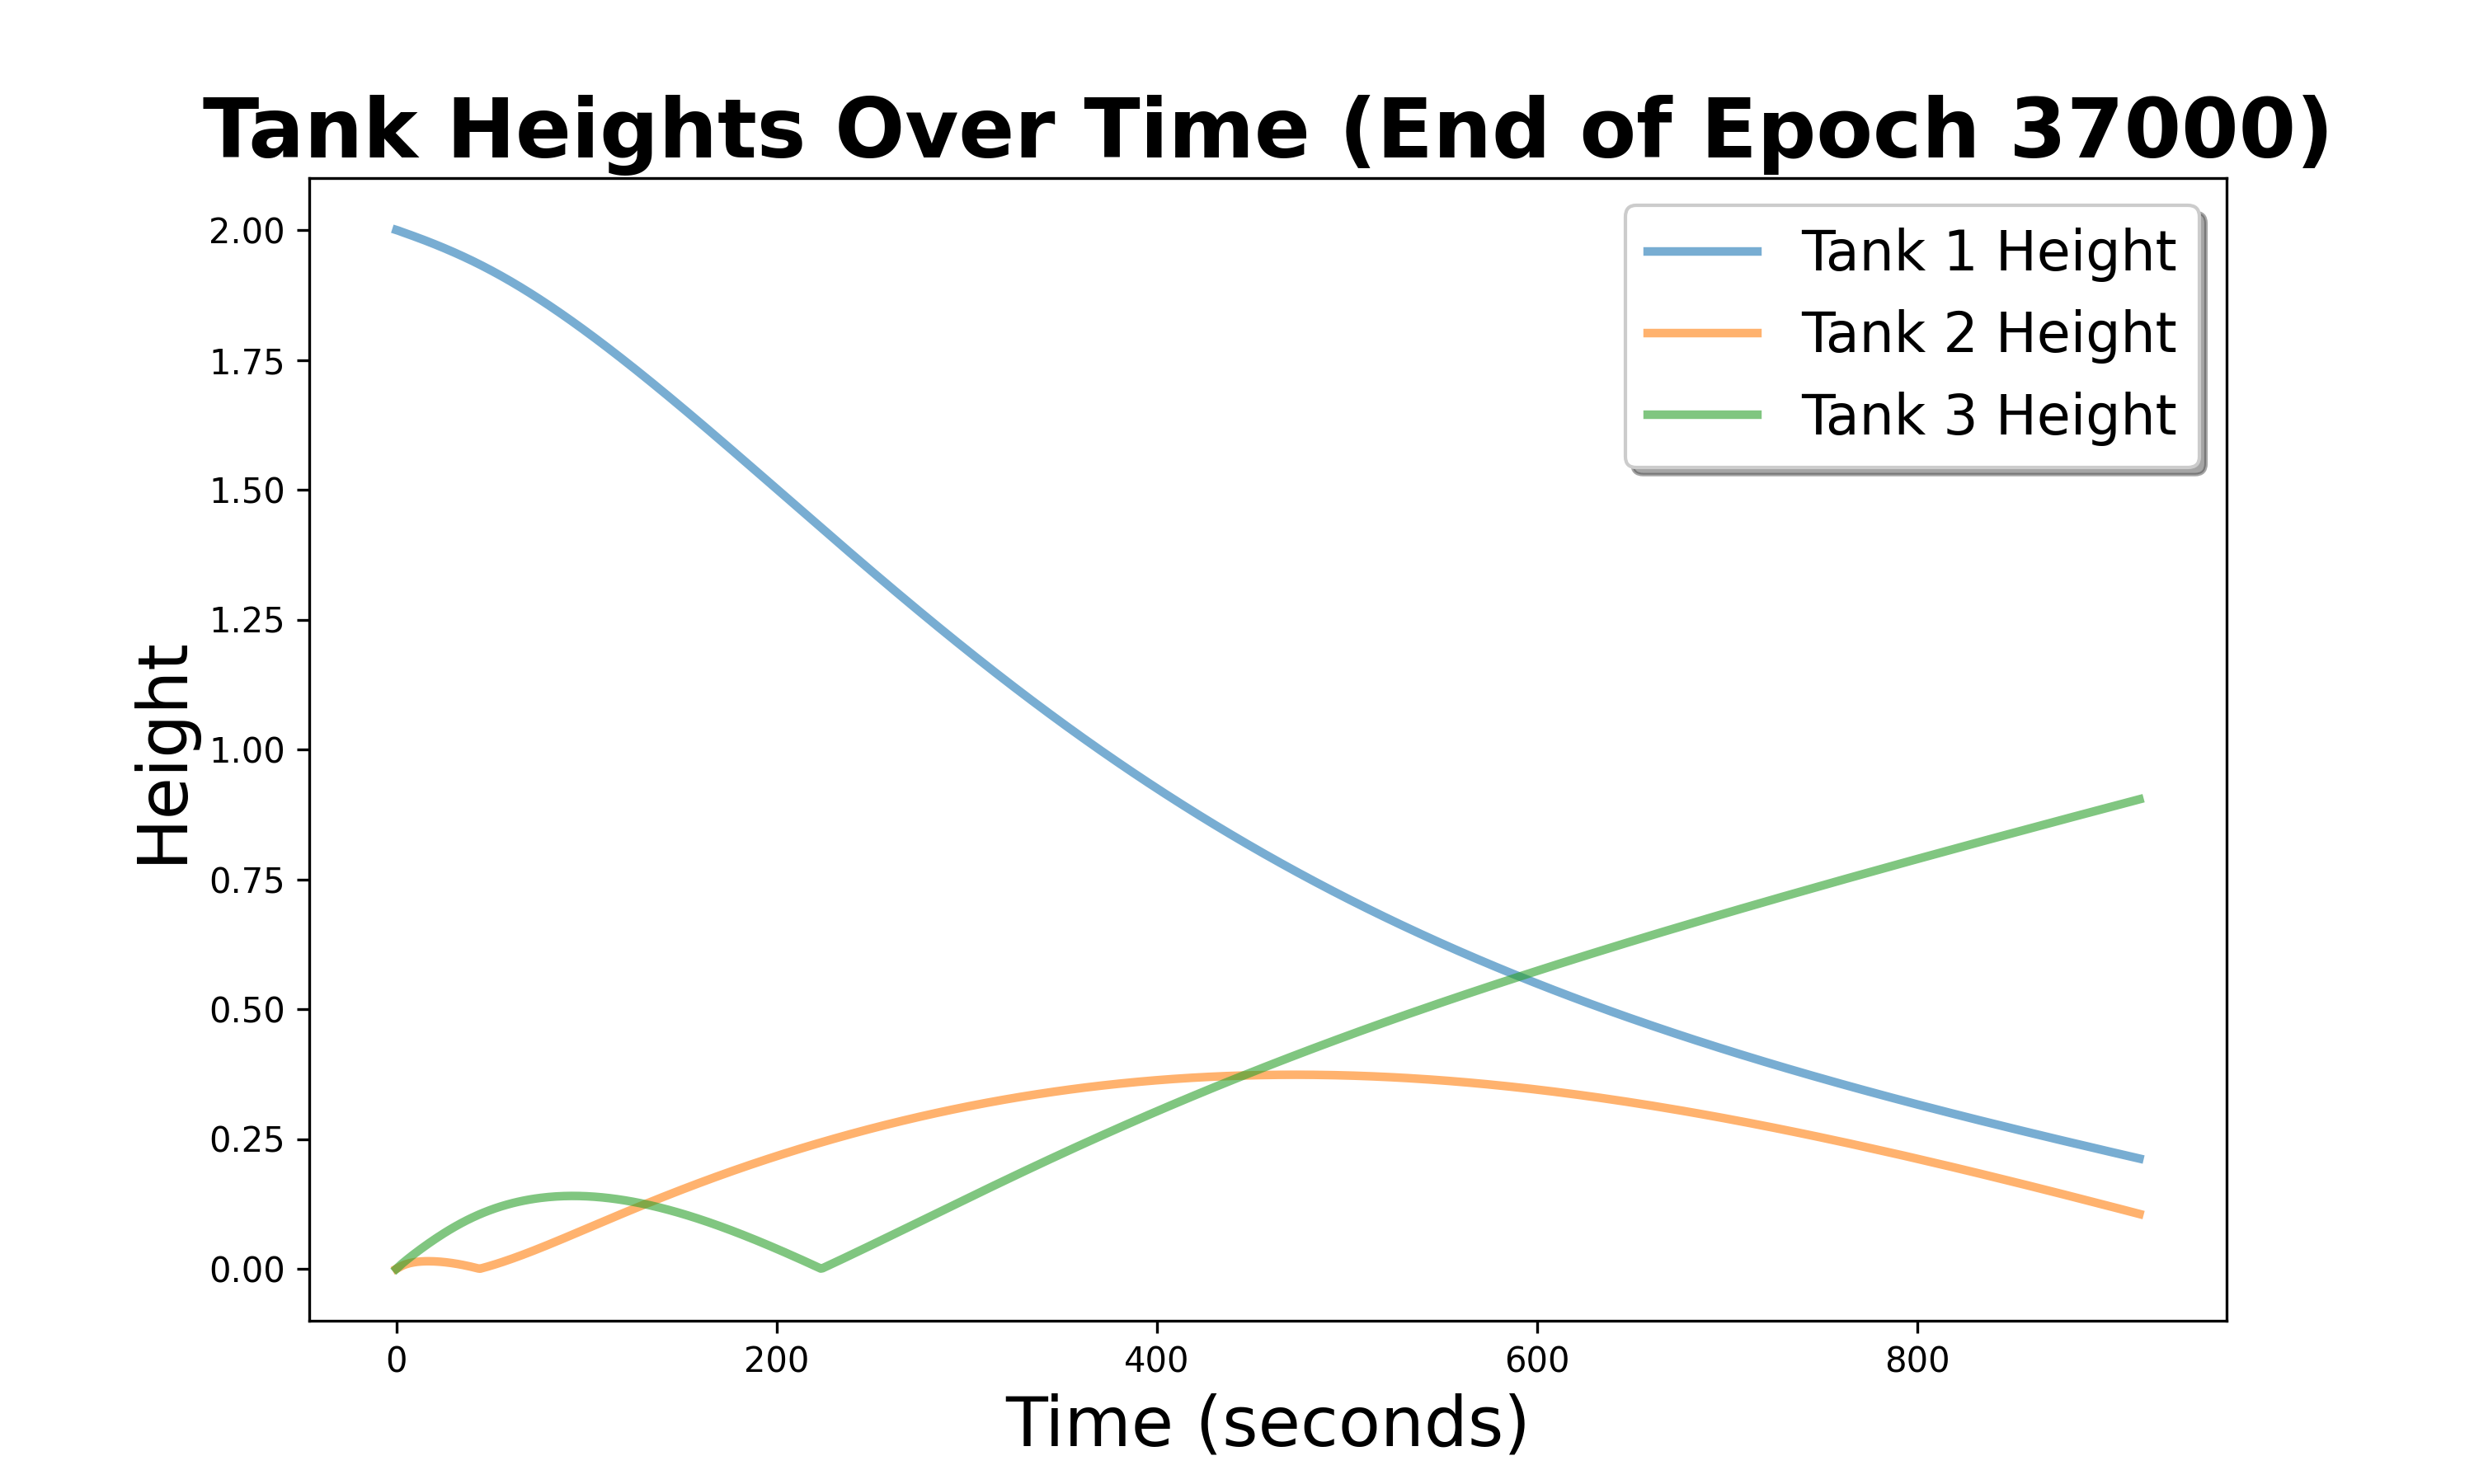 Tank Heights Over Time (End of Epoch 37000)
Tank 1 Height
Tank 2 Height
Tank 3 Height
Height
2.00
1.75
1.50
1.25
1.00
0.75
0.50
0.25
0.00
0 200 400 600 800
Time (seconds)